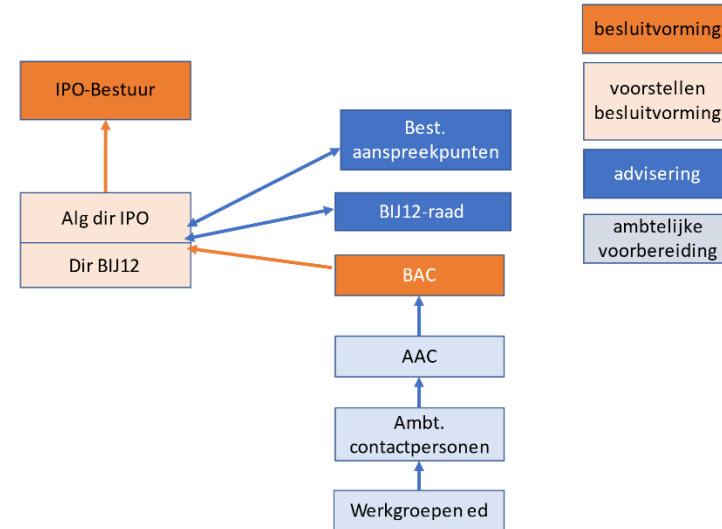 IPO-Bestuur
Alg dir IPO
Dir BIJ12
Best.
aanspreekpunten
BIJ12-raad
BAC
AAC
Ambt.
contactpersonen
Werkgroepen ed
besluitvorming
voorstellen
besluitvorming
advisering
ambtelijke
voorbereiding